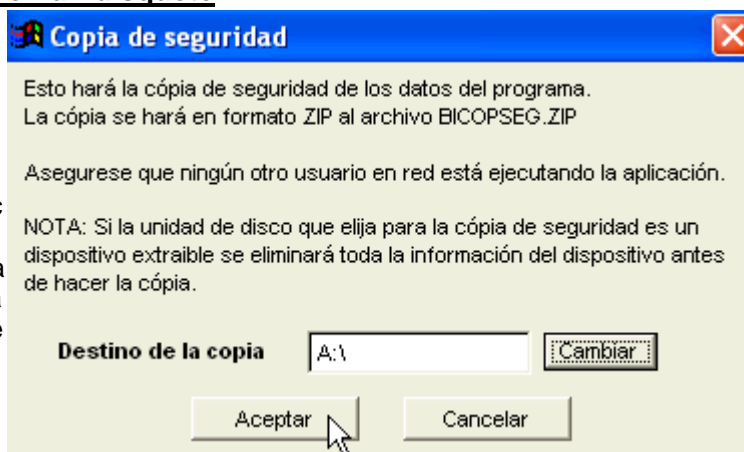 Copia de seguridad
Esto hará la cópia de seguridad de los datos del programa.
La cópia se hará en formato ZIP al archivo BICOPSEG.ZIP
Asegurese que ningún otro usuario en red está ejecutando la aplicación.
NOTA: Si la unidad de disco que elija para la cópia de seguridad es un
dispositivo extraible se eliminará toda la información del dispositivo antes
de hacer la cópia.
Destino de la copia A:\ Cambiar
Aceptar Cancelar